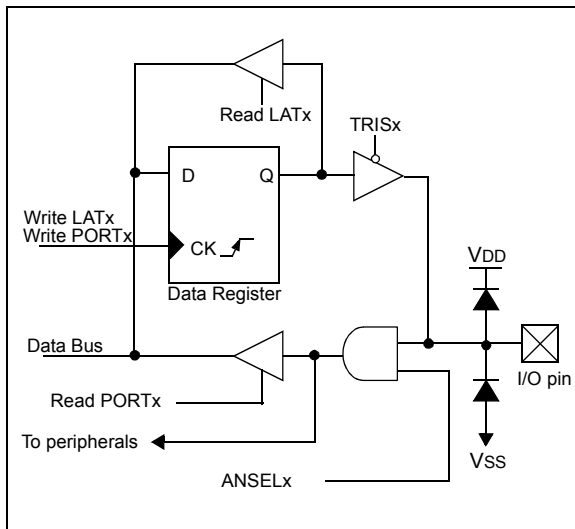 Read LATx
TRISx
D
Q
Write LATx
Write PORTx
CK
Data Register
VDD
Data Bus
I/O pin
Read PORTx
To peripherals
VSS
ANSELx